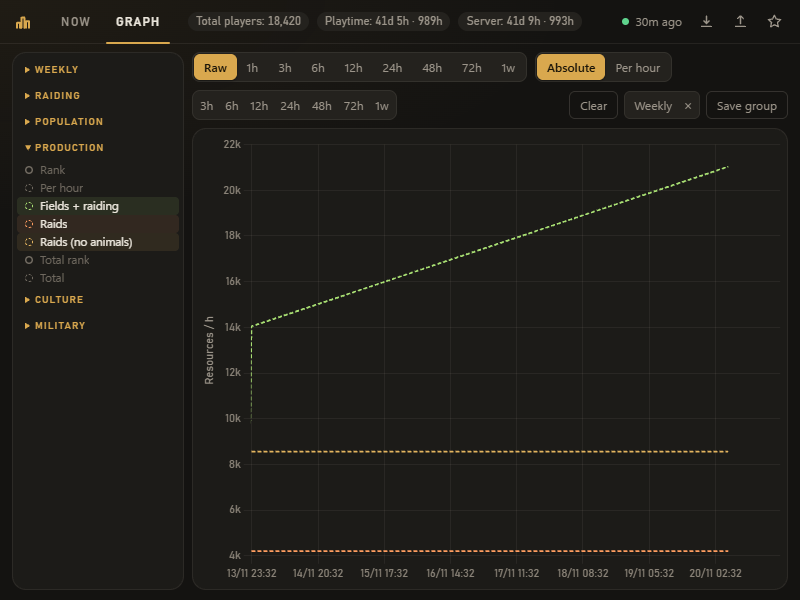 NOW GRAPH Total players: 18,420 Playtime: 41d 5h · 989h Server: 41d 9h · 993h 30m ago
WEEKLY
RAIDING
POPULATION
PRODUCTION
Rank
Per hour
Fields + raiding
Raids
Raids (no animals)
Total rank
Total
CULTURE
MILITARY
Raw 1h 3h 6h 12h 24h 48h 72h 1w Absolute Per hour
3h 6h 12h 24h 48h 72h 1w Clear Weekly × Save group
Resources / h
22k
20k
18k
16k
14k
12k
10k
8k
6k
4k
13/11 23:32 14/11 20:32 15/11 17:32 16/11 14:32 17/11 11:32 18/11 08:32 19/11 05:32 20/11 02:32